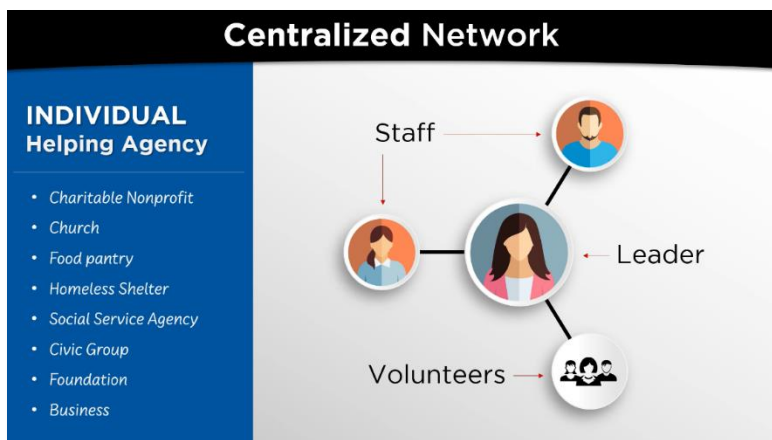 Centralized Network
INDIVIDUAL
Helping Agency
• Charitable Nonprofit
• Church
• Food pantry
• Homeless Shelter
• Social Service Agency
• Civic Group
• Foundation
• Business
Staff
Leader
Volunteers